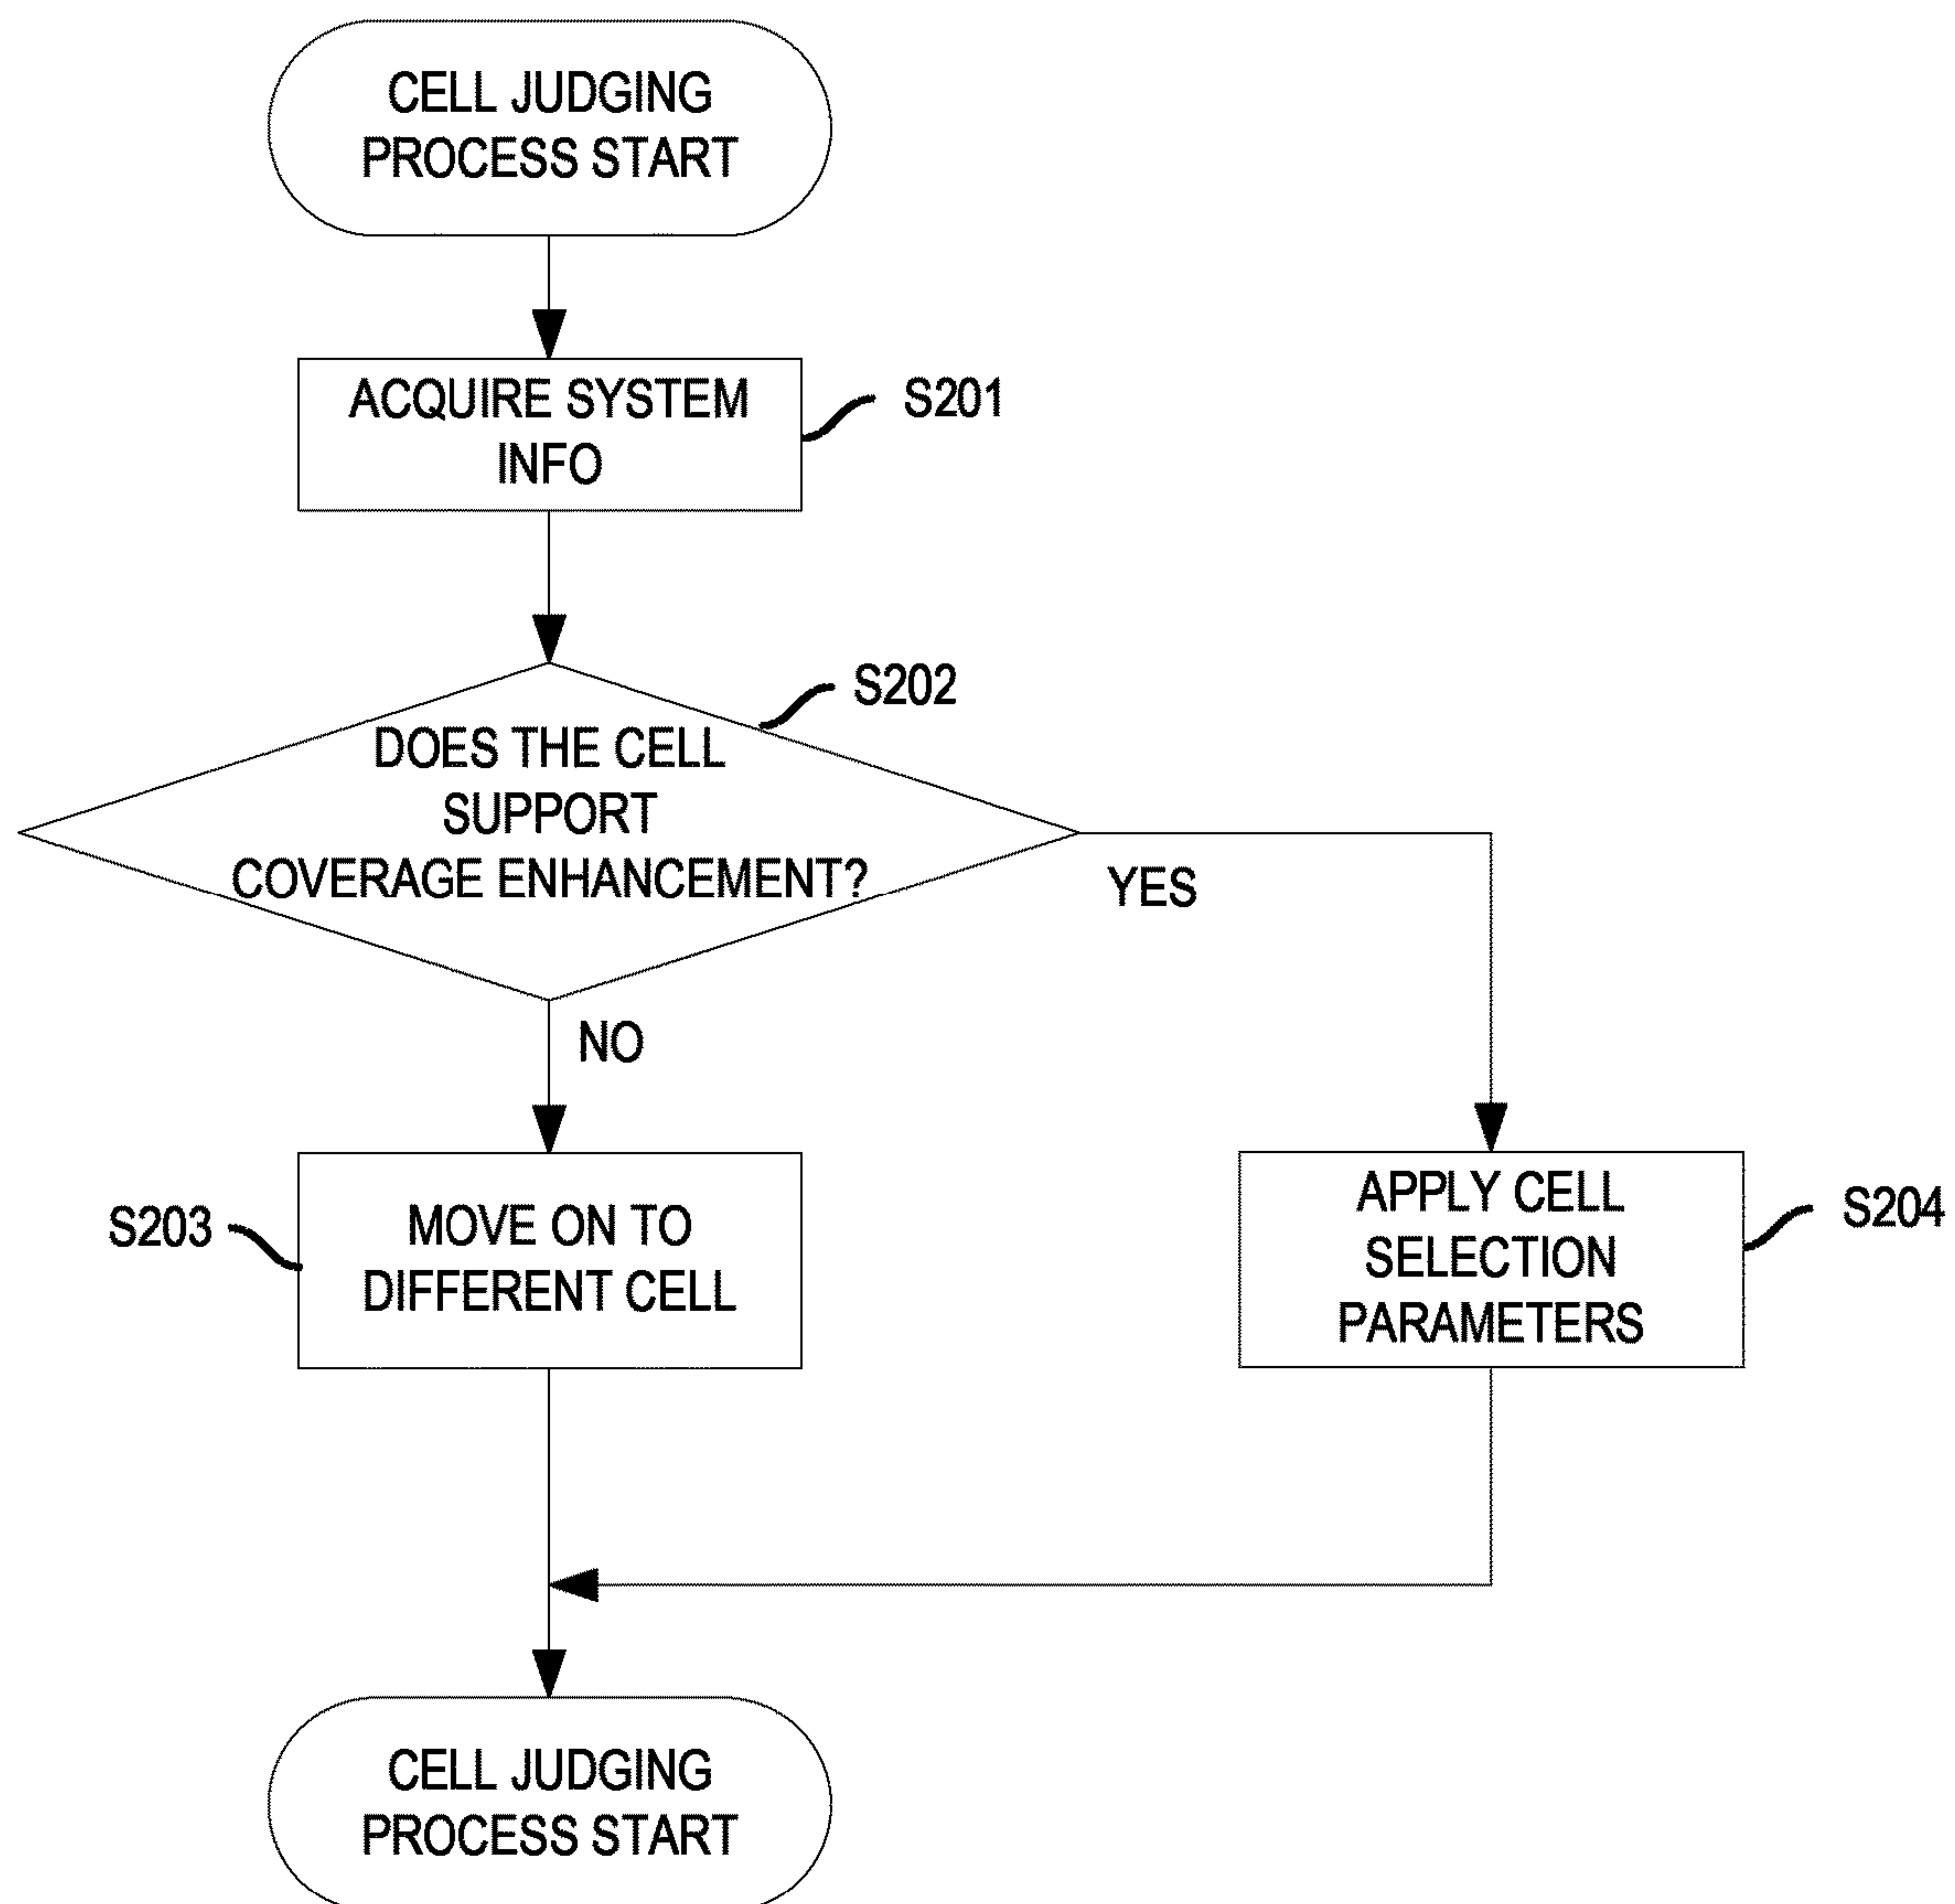 CELL JUDGING
PROCESS START
ACQUIRE SYSTEM
INFO
S201
S202
DOES THE CELL
SUPPORT
COVERAGE ENHANCEMENT?
YES
NO
S203
MOVE ON TO
DIFFERENT CELL
APPLY CELL
SELECTION
PARAMETERS
S204
CELL JUDGING
PROCESS START